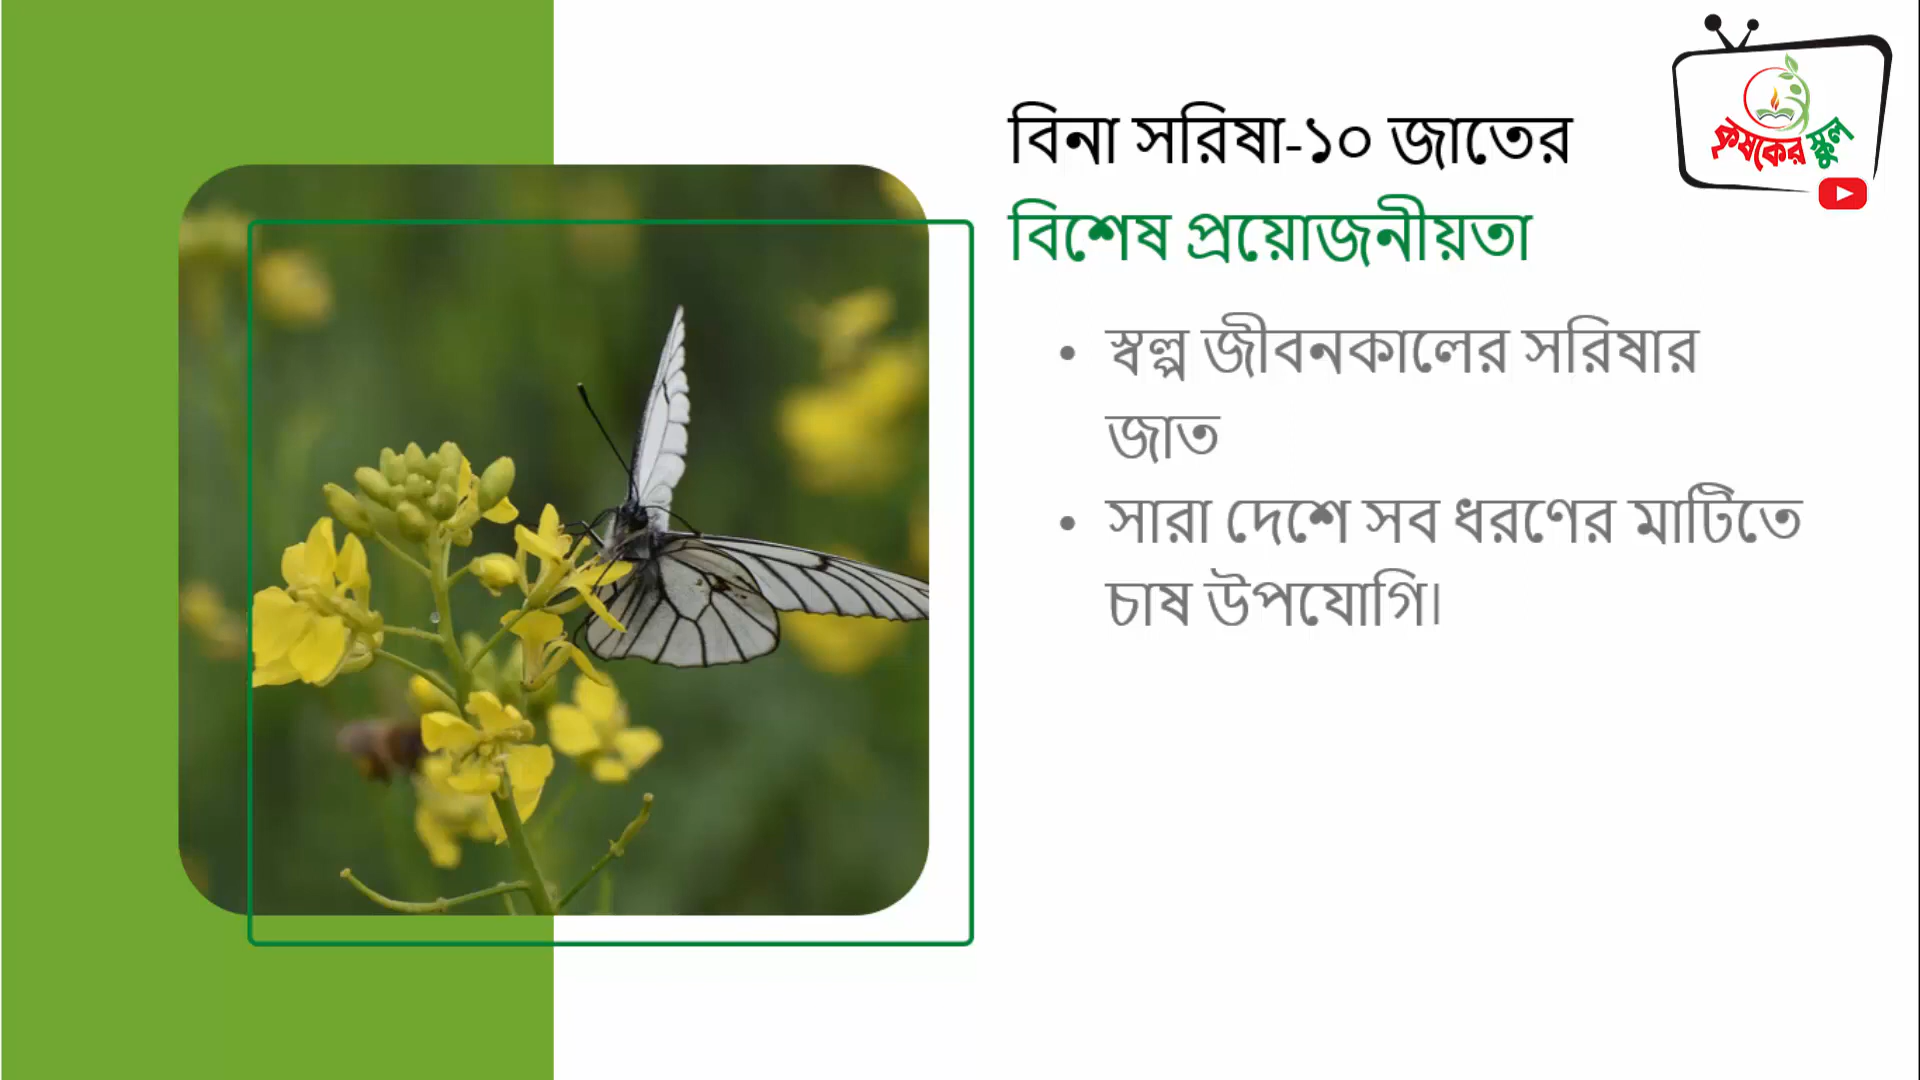 বিনা সরিষা-১০ জাতের
বিশেষ প্রয়োজনীয়তা
• স্বল্প জীবনকালের সরিষার
জাত
• সারা দেশে সব ধরণের মাটিতে
চাষ উপযোগি।
কৃষকের স্কুল